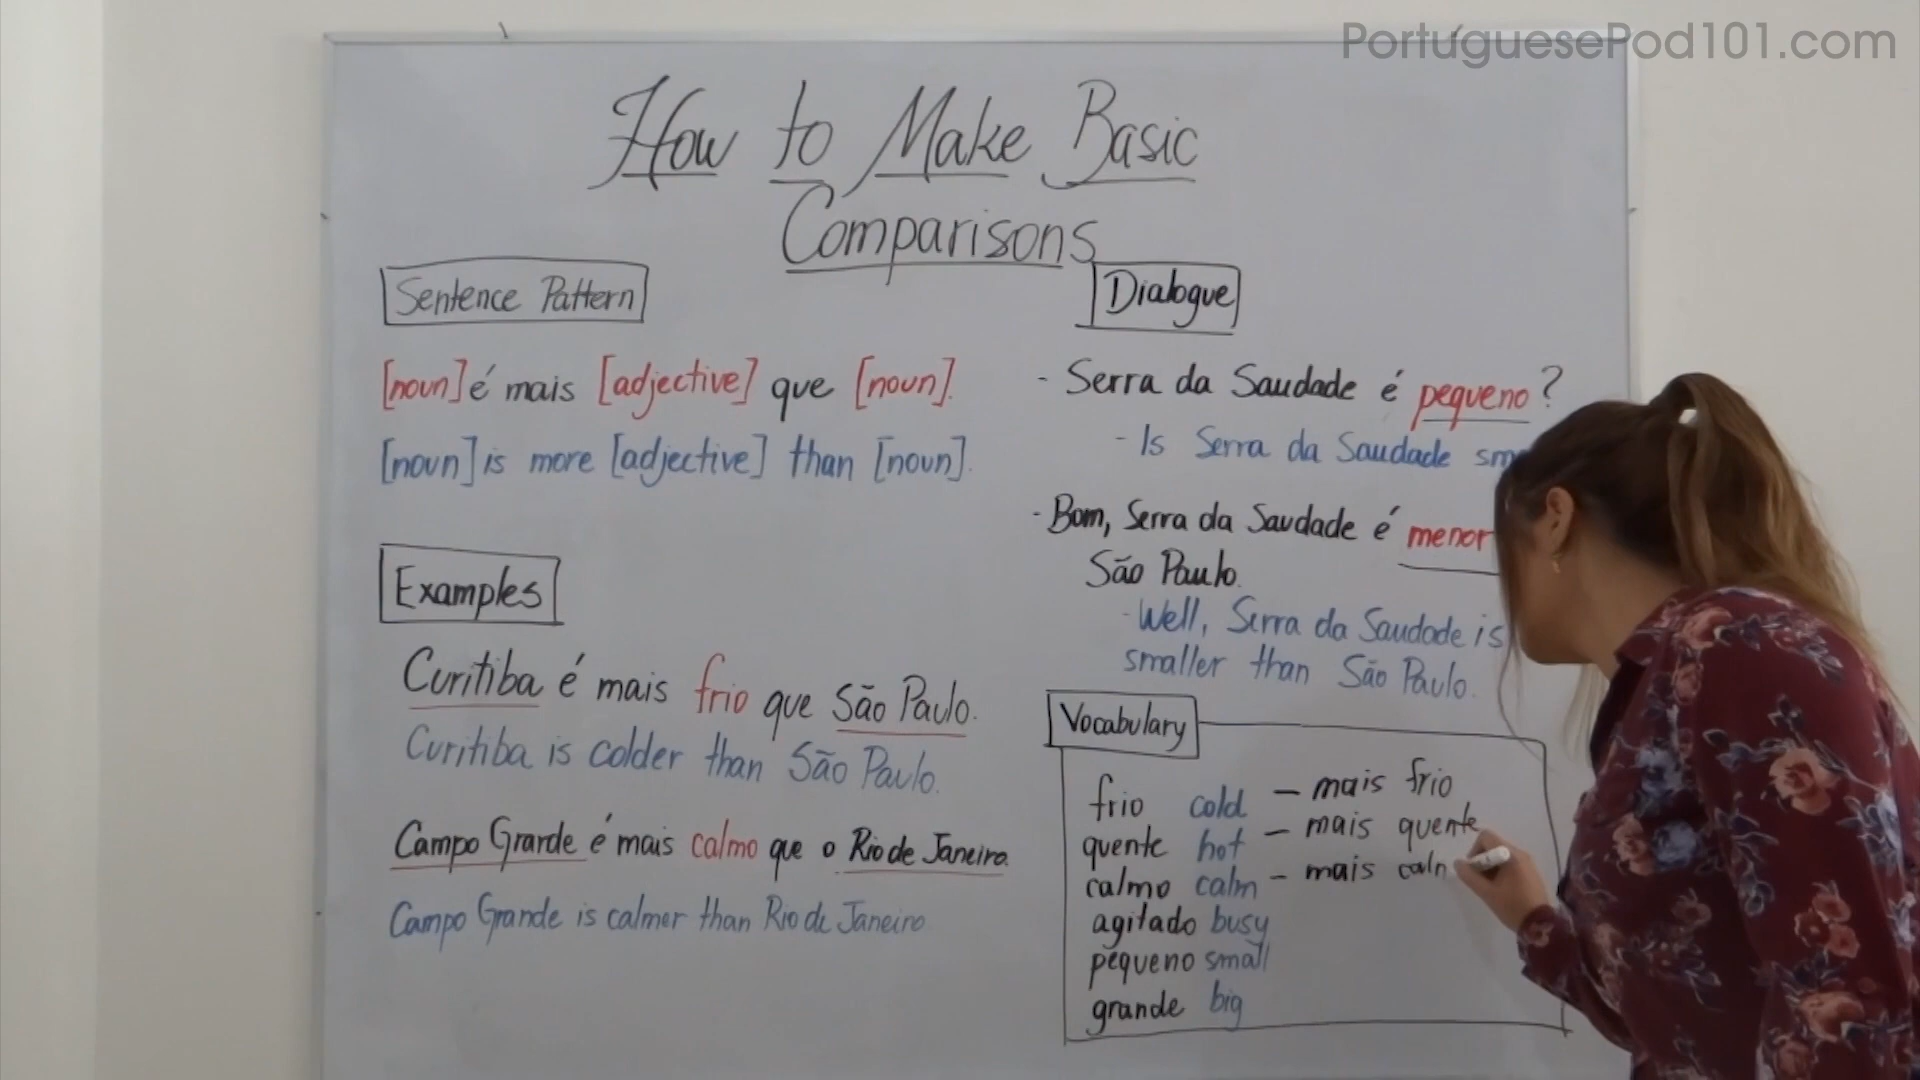 PortuguesePod101.com
How to Make Basic
Comparisons
Sentence Pattern
[noun] é mais [adjective] que [noun].
[noun] is more [adjective] than [noun].
Examples
Curitiba é mais frio que São Paulo.
Curitiba is colder than São Paulo.
Campo Grande é mais calmo que o Rio de Janeiro.
Campo Grande is calmer than Rio de Janeiro
Dialogue
- Serra da Saudade é pequeno?
- Is Serra da Saudade
- Bom, Serra da Saudade é menor
São Paulo.
- Well, Serra da Saudade is
smaller than São Paulo.
Vocabulary
frio cold - mais frio
quente hot - mais quente
calmo calm - mais
agitado busy
pequeno small
grande big